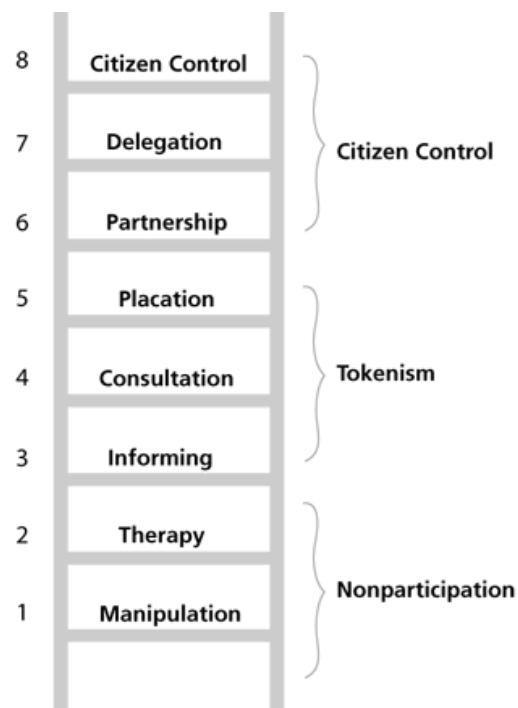 8 Citizen Control
7 Delegation
Citizen Control
6 Partnership
5 Placation
4 Consultation
Tokenism
3 Informing
2 Therapy
Nonparticipation
1 Manipulation